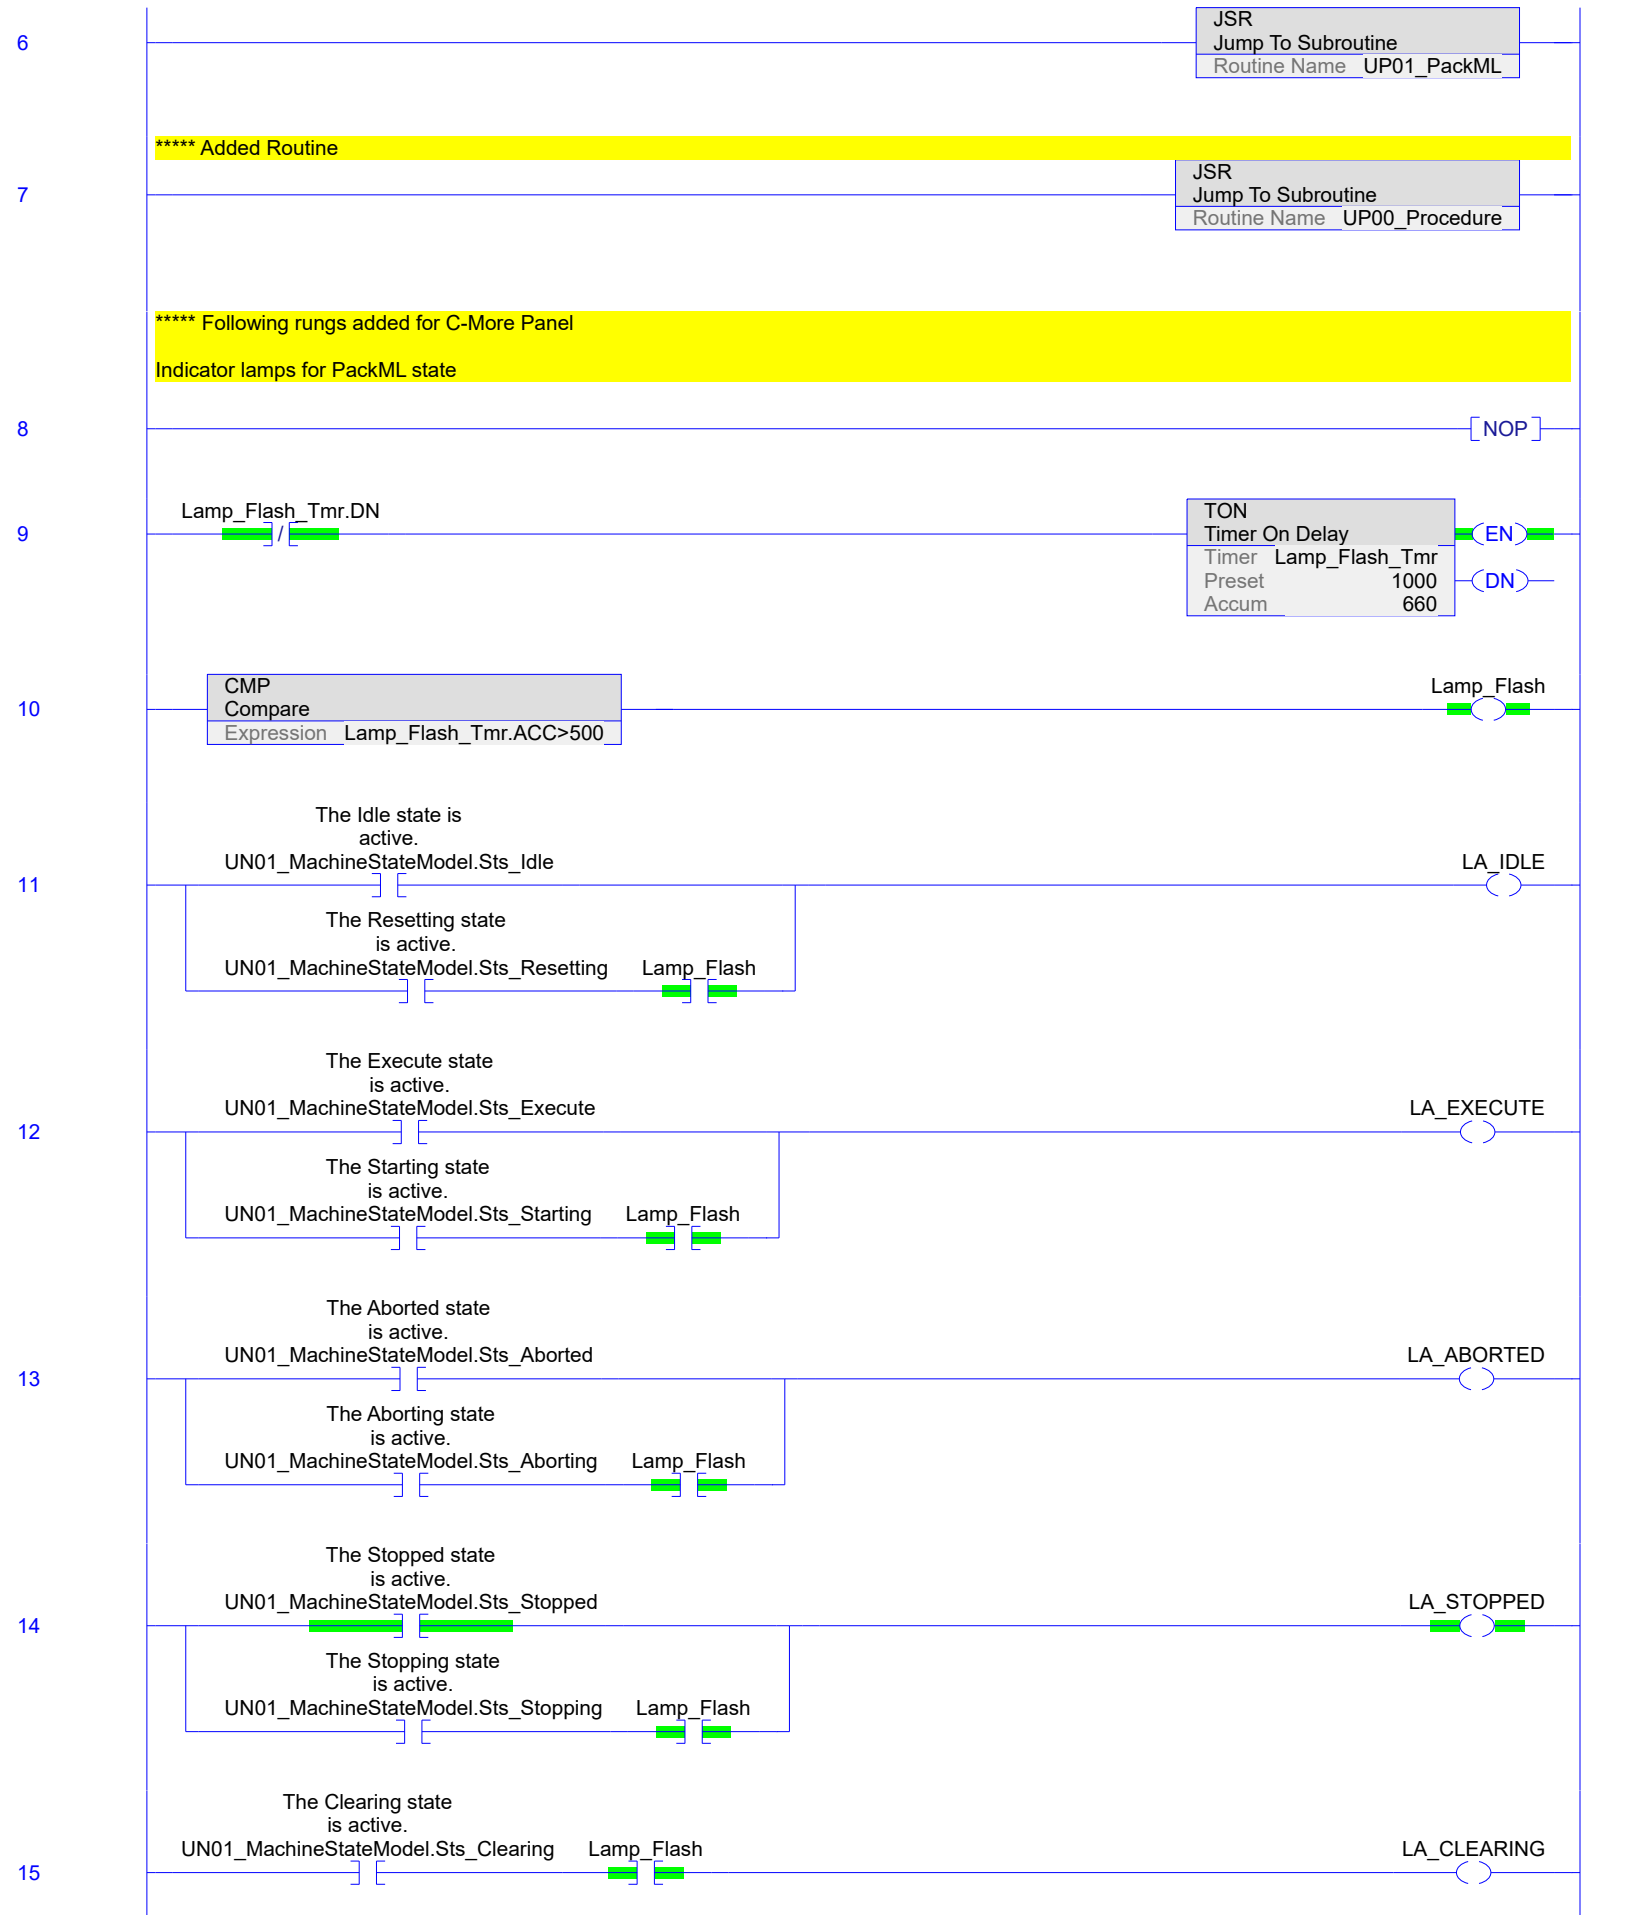 6
JSR
Jump To Subroutine
Routine Name UP01_PackML
***** Added Routine
7
JSR
Jump To Subroutine
Routine Name UP00_Procedure
***** Following rungs added for C-More Panel
Indicator lamps for PackML state
8
NOP
Lamp_Flash_Tmr.DN
9
/
TON
Timer On Delay
Timer Lamp_Flash_Tmr
Preset 1000
Accum 660
EN
DN
10
CMP
Compare
Expression Lamp_Flash_Tmr.ACC>500
Lamp_Flash
The Idle state is
active.
UN01_MachineStateModel.Sts_Idle
LA_IDLE
11
The Resetting state
is active.
UN01_MachineStateModel.Sts_Resetting Lamp_Flash
The Execute state
is active.
UN01_MachineStateModel.Sts_Execute
LA_EXECUTE
12
The Starting state
is active.
UN01_MachineStateModel.Sts_Starting Lamp_Flash
The Aborted state
is active.
UN01_MachineStateModel.Sts_Aborted
LA_ABORTED
13
The Aborting state
is active.
UN01_MachineStateModel.Sts_Aborting Lamp_Flash
The Stopped state
is active.
UN01_MachineStateModel.Sts_Stopped
LA_STOPPED
14
The Stopping state
is active.
UN01_MachineStateModel.Sts_Stopping Lamp_Flash
The Clearing state
is active.
UN01_MachineStateModel.Sts_Clearing Lamp_Flash
LA_CLEARING
15